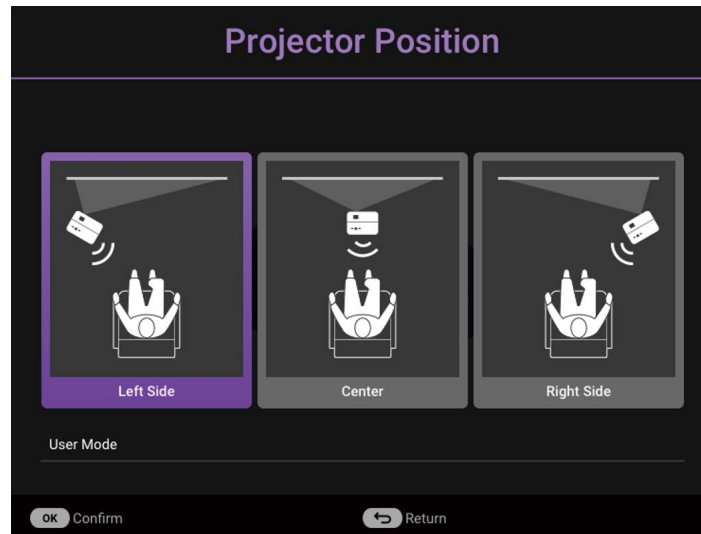 Projector Position
Left Side
Center
Right Side
User Mode
OK Confirm
Return